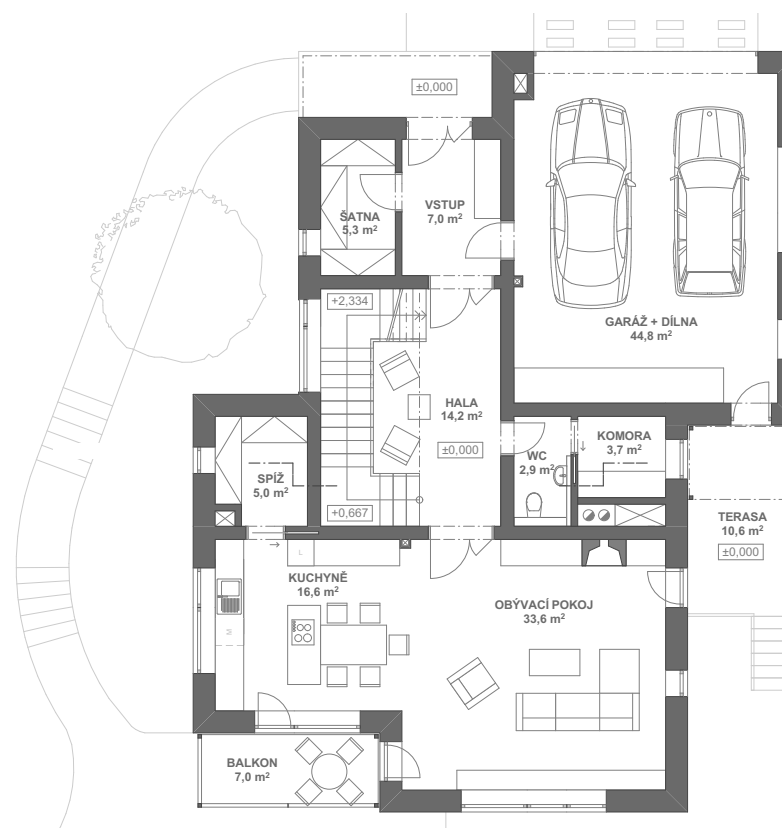 ±0,000
ŠATNA
5,3 m²
VSTUP
7,0 m²
GARÁŽ + DÍLNA
44,8 m²
+2,334
HALA
14,2 m²
±0,000
WC
2,9 m²
KOMORA
3,7 m²
SPÍŽ
5,0 m²
+0,667
TERASA
10,6 m²
±0,000
L
KUCHYNĚ
16,6 m²
M
OBÝVACÍ POKOJ
33,6 m²
BALKON
7,0 m²